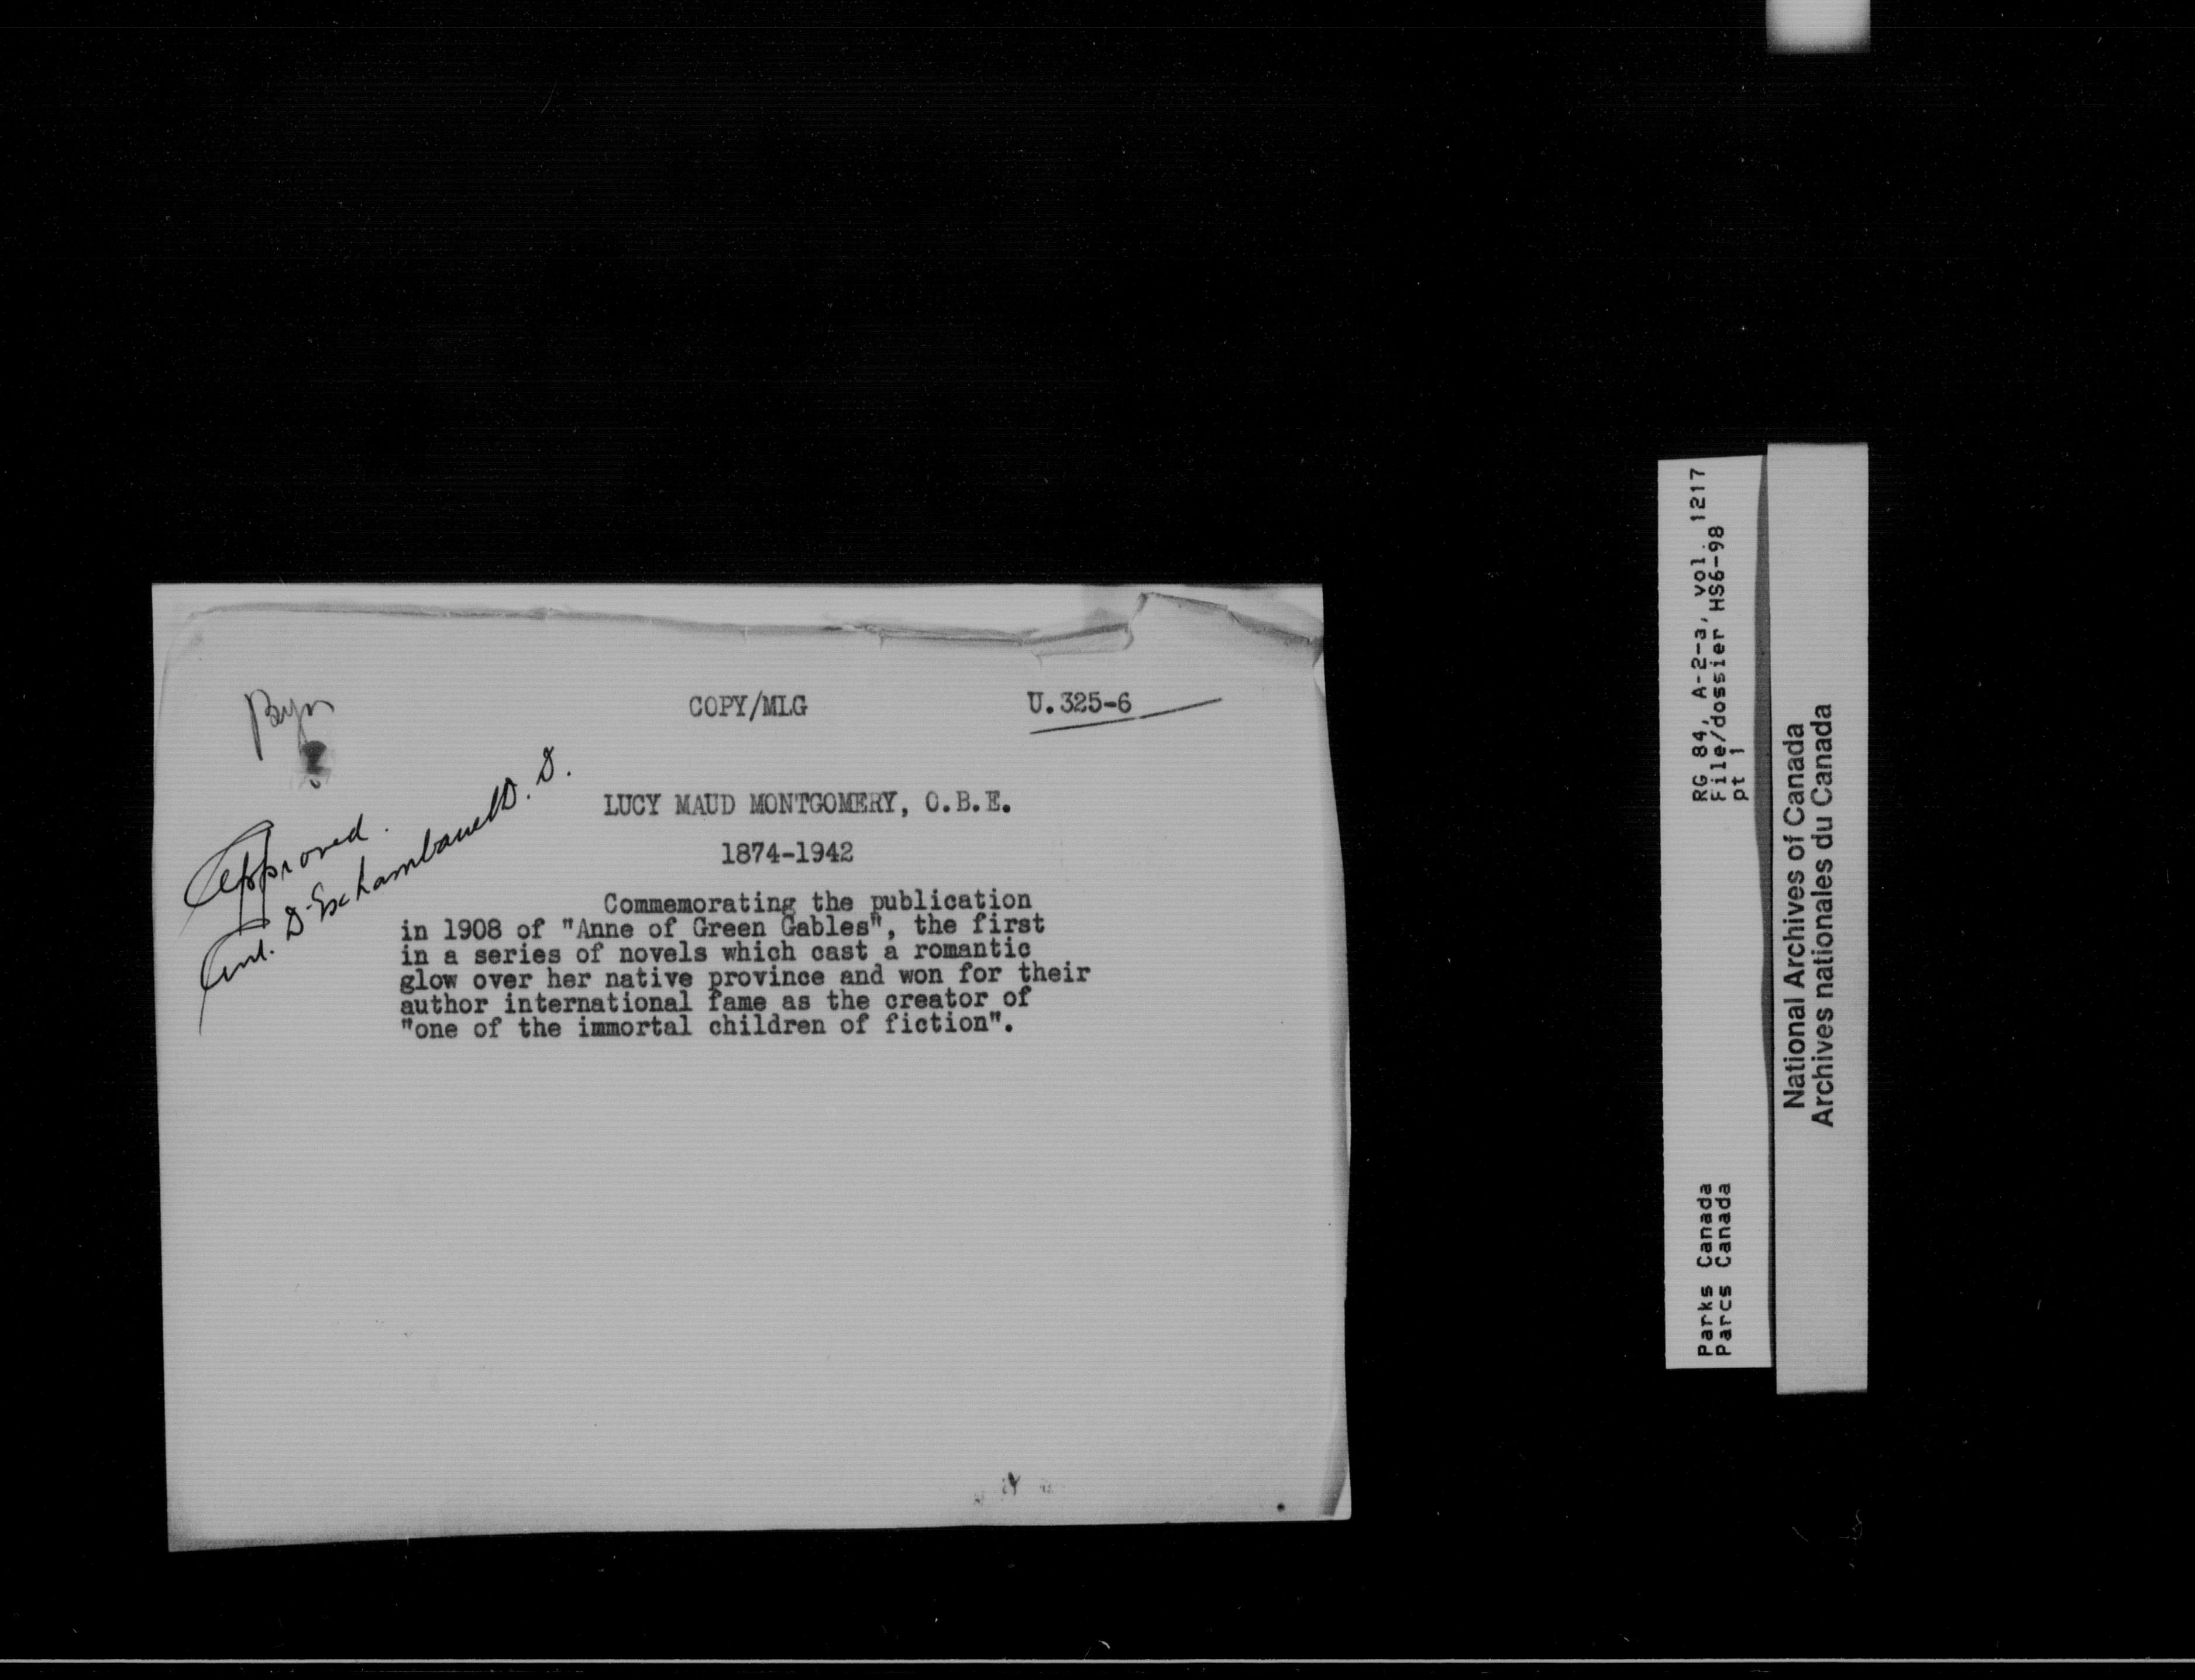 COPY/MLG
U.325-6
Approved.
LUCY MAUD MONTGOMERY, O.B.E.
1874-1942
Commemorating the publication
in 1908 of "Anne of Green Gables", the first
in a series of novels which cast a romantic
glow over her native province and won for their
author international fame as the creator of
"one of the immortal children of fiction".
RG 84, A-2-a, vol. 1217
File/dossier HS6-98
pt 1
Parks Canada
Parcs Canada
National Archives of Canada
Archives nationales du Canada